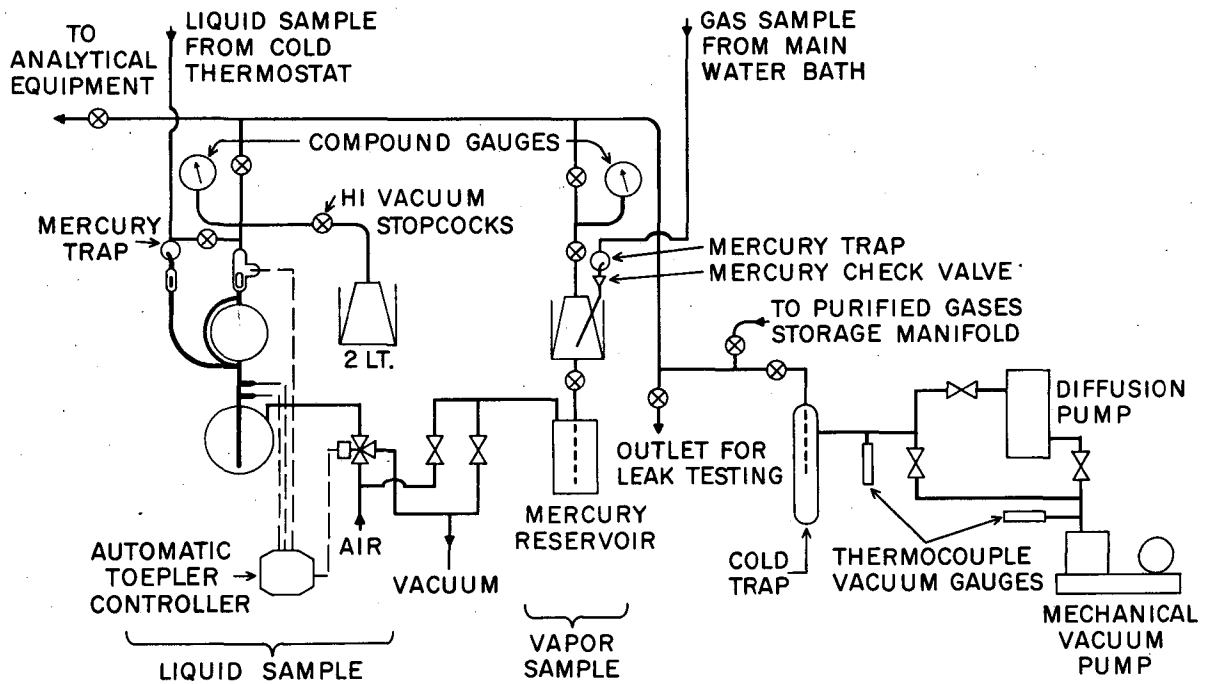 TO
ANALYTICAL
EQUIPMENT
LIQUID SAMPLE
FROM COLD
THERMOSTAT
GAS SAMPLE
FROM MAIN
WATER BATH
COMPOUND GAUGES
HI VACUUM
STOPCOCKS
MERCURY
TRAP
MERCURY TRAP
MERCURY CHECK VALVE
2 LT.
TO PURIFIED GASES
STORAGE MANIFOLD
DIFFUSION
PUMP
OUTLET FOR
LEAK TESTING
MERCURY
RESERVOIR
AIR
VACUUM
AUTOMATIC
TOEPLER
CONTROLLER
COLD
TRAP
THERMOCOUPLE
VACUUM GAUGES
MECHANICAL
VACUUM
PUMP
LIQUID SAMPLE
VAPOR
SAMPLE